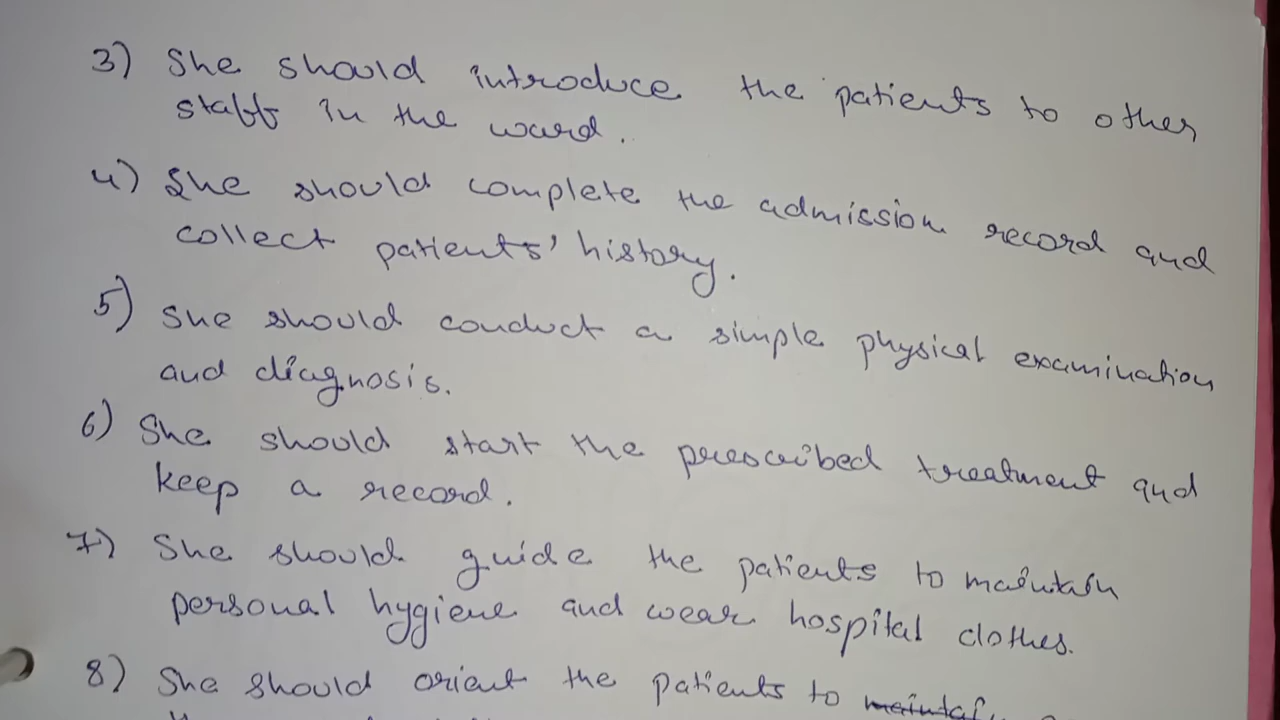 3) She should introduce the patients to other
staff in the ward.
4) She should complete the admission record and
collect patients' history.
5) She should conduct a simple physical examination
and diagnosis.
6) She should start the prescribed treatment and
keep a record.
7) She should guide the patients to maintain
personal hygiene and wear hospital clothes.
8) She should orient the patients to